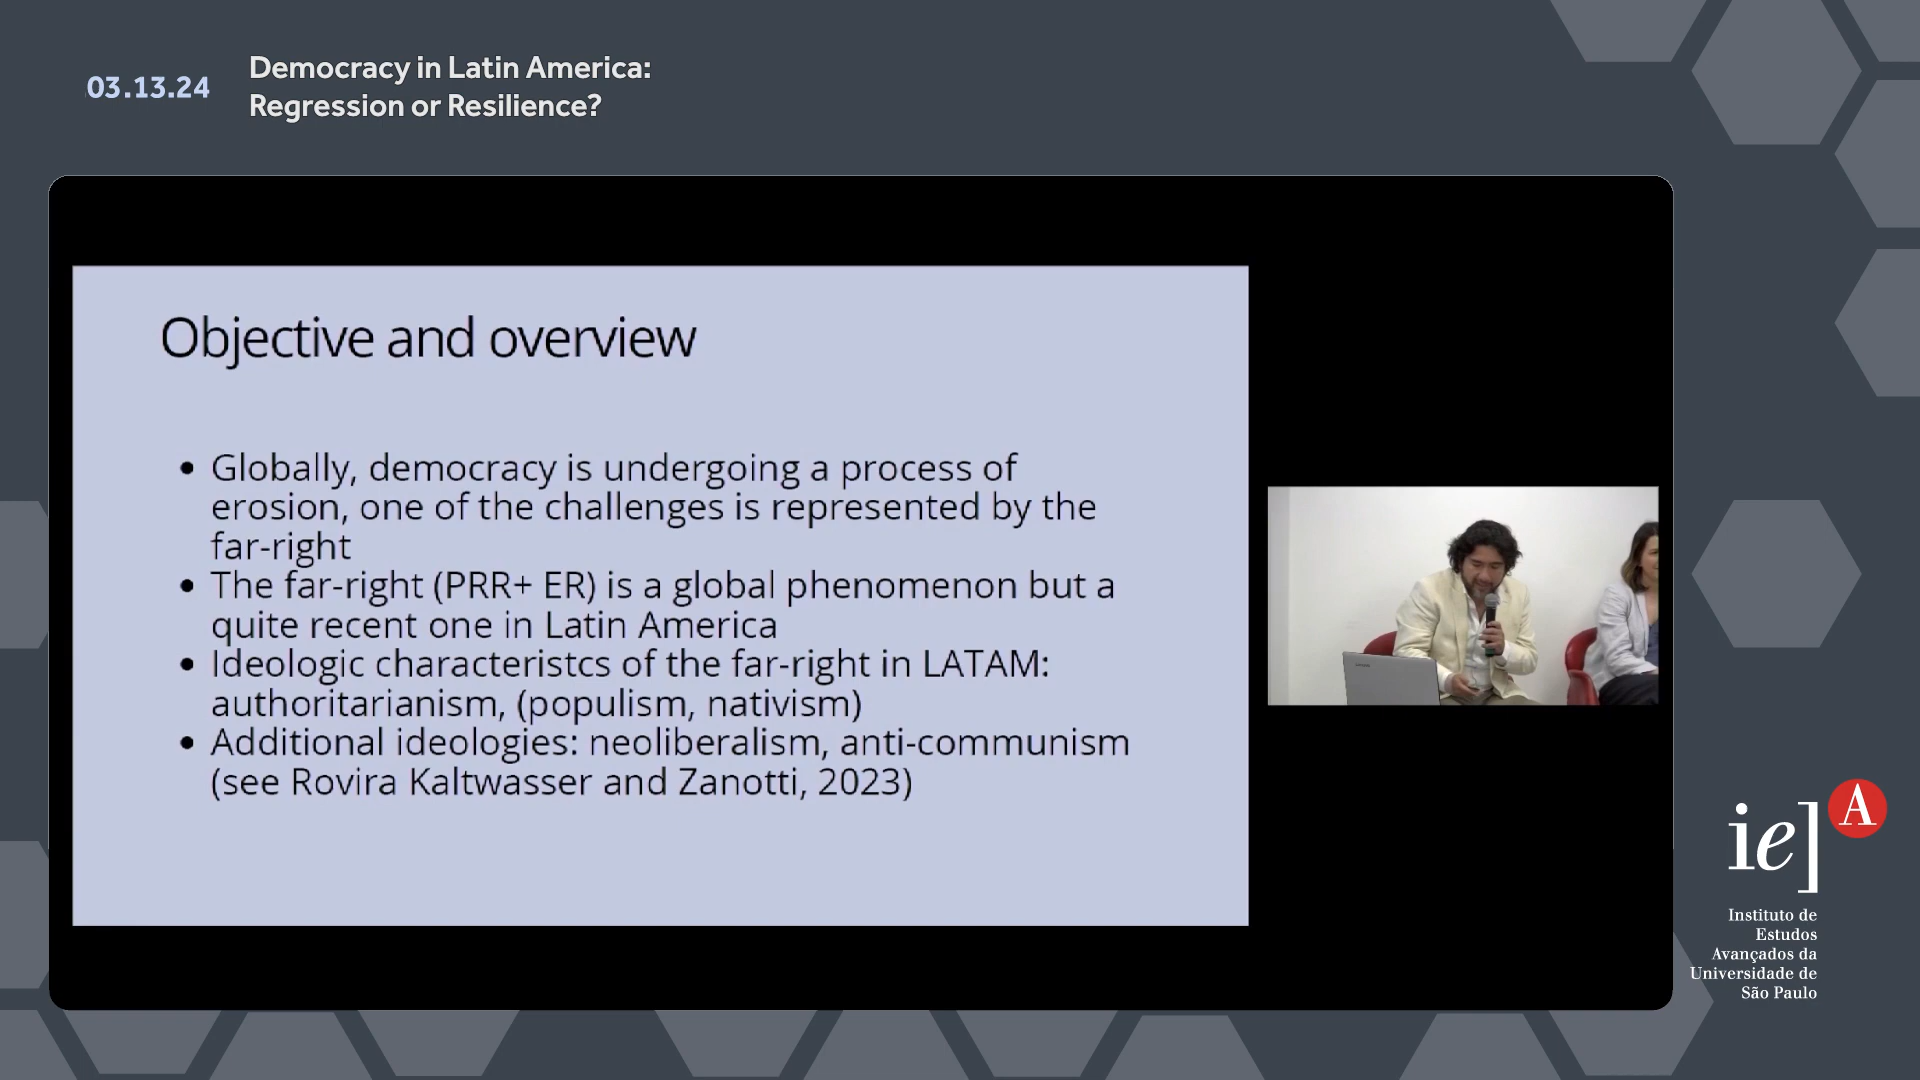 03.13.24
Democracy in Latin America:
Regression or Resilience?
Objective and overview
• Globally, democracy is undergoing a process of
erosion, one of the challenges is represented by the
far-right
• The far-right (PRR+ ER) is a global phenomenon but a
quite recent one in Latin America
• Ideologic characteristcs of the far-right in LATAM:
authoritarianism, (populism, nativism)
• Additional ideologies: neoliberalism, anti-communism
(see Rovira Kaltwasser and Zanotti, 2023)
ie] A
Instituto de
Estudos
Avançados da
Universidade de
São Paulo